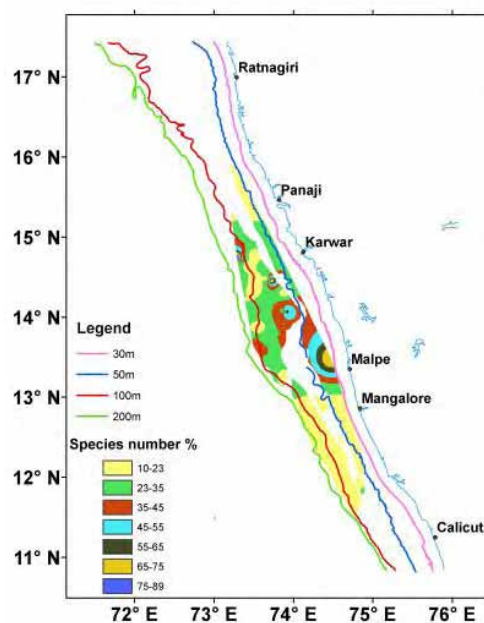 17° N
16° N
15° N
14° N
13° N
12° N
11° N
Ratnagiri
Panaji
Karwar
Malpe
Mangalore
Calicut
Legend
30m
50m
100m
200m
Species number %
10-23
23-35
35-45
45-55
55-65
65-75
75-89
72° E
73° E
74° E
75° E
76° E